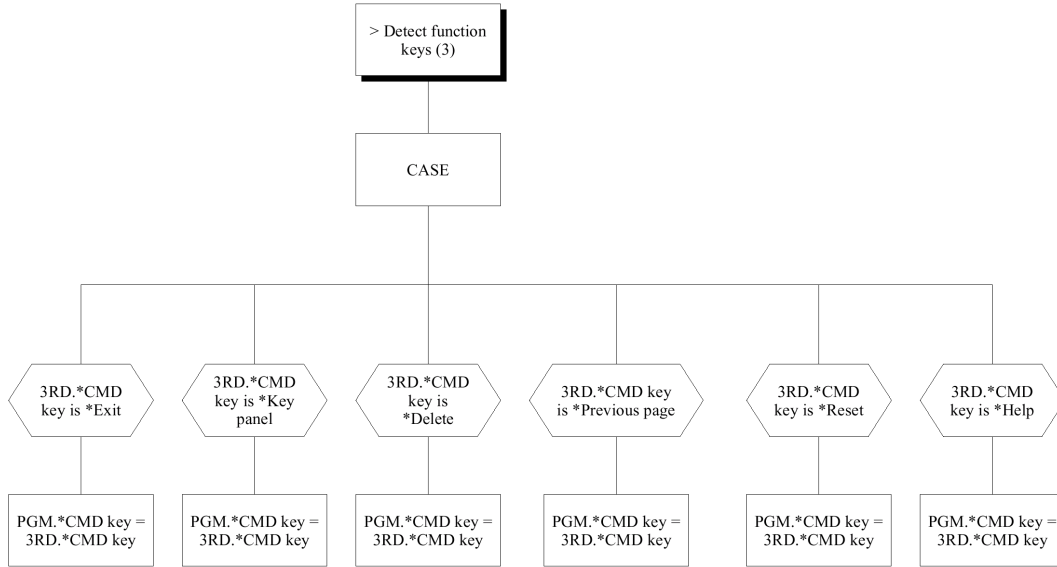 > Detect function
keys (3)
CASE
3RD.*CMD
key is *Exit
3RD.*CMD
key is *Key
panel
3RD.*CMD
key is
*Delete
3RD.*CMD key
is *Previous page
3RD.*CMD
key is *Reset
3RD.*CMD
key is *Help
PGM.*CMD key =
3RD.*CMD key
PGM.*CMD key =
3RD.*CMD key
PGM.*CMD key =
3RD.*CMD key
PGM.*CMD key =
3RD.*CMD key
PGM.*CMD key =
3RD.*CMD key
PGM.*CMD key =
3RD.*CMD key